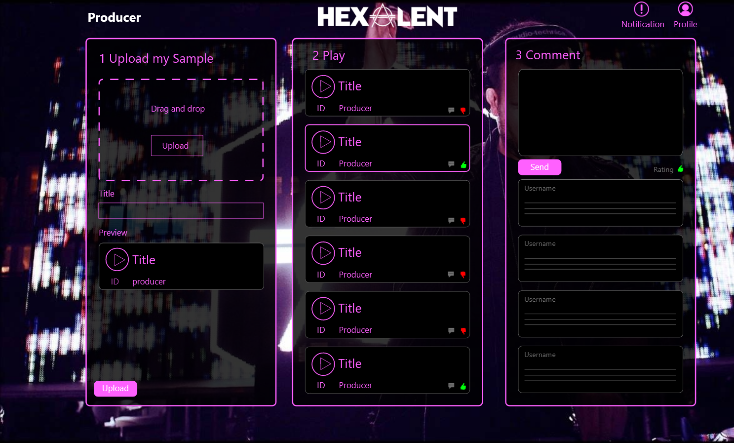 Producer
HEXALENT
Notification
Profile
1 Upload my Sample
Drag and drop
Upload
Title
Preview
Title
ID producer
Upload
2 Play
Title
ID Producer
Title
ID Producer
Title
ID Producer
Title
ID Producer
Title
ID Producer
Title
ID Producer
3 Comment
Send
Rating
Username
Username
Username
Username